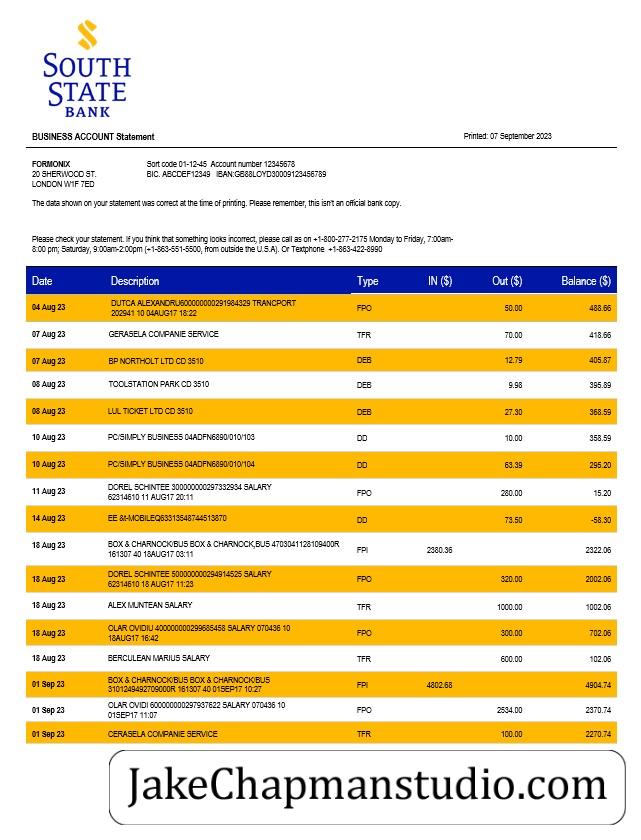 SOUTH
STATE
BANK
BUSINESS ACCOUNT Statement Printed: 07 September 2023
FORMONIX Sort code 01-12-45 Account number 12345678
20 SHERWOOD ST. BIC. ABCDEF12349 IBAN:GB88LOYD30009123456789
LONDON W1F 7ED
The data shown on your statement was correct at the time of printing. Please remember, this isn't an official bank copy.
Please check your statement. If you think that something looks incorrect, please call as on +1-800-277-2175 Monday to Friday, 7:00am-
8:00 pm; Saturday, 9:00am-2:00pm (+1-863-551-5500, from outside the U.S.A). Or Textphone +1-863-422-8990
Date Description Type IN ($) Out ($) Balance ($)
04 Aug 23 DUTCA ALEXANDRU600000000291984329 TRANCPORT FPO 50.00 488.66
202941 10 04AUG17 18:22
07 Aug 23 GERASELA COMPANIE SERVICE TFR 70.00 418.66
07 Aug 23 BP NORTHOLT LTD CD 3510 DEB 12.79 405.87
08 Aug 23 TOOLSTATION PARK CD 3510 DEB 9.98 395.89
08 Aug 23 LUL TICKET LTD CD 3510 DEB 27.30 368.59
10 Aug 23 PC/SIMPLY BUSINESS 04ADFN6890/010/103 DD 10.00 358.59
10 Aug 23 PC/SIMPLY BUSINESS 04ADFN6890/010/104 DD 63.39 295.20
11 Aug 23 DOREL SCHINTEE 300000000297332934 SALARY FPO 280.00 15.20
62314610 11 AUG17 20:11
14 Aug 23 EE &t-MOBILEQ63313548744513870 DD 73.50 -58.30
18 Aug 23 BOX & CHARNOCK/BUS BOX & CHARNOCK,BUS 4703041128109400R FPI 2380.36 2322.06
161307 40 18AUG17 03:11
18 Aug 23 DOREL SCHINTEE 500000000294914525 SALARY FPO 320.00 2002.06
62314610 18 AUG17 11:23
18 Aug 23 ALEX MUNTEAN SALARY TFR 1000.00 1002.06
18 Aug 23 OLAR OVIDIU 400000000299685458 SALARY 070436 10 FPO 300.00 702.06
18AUG17 16:42
18 Aug 23 BERCULEAN MARIUS SALARY TFR 600.00 102.06
01 Sep 23 BOX & CHARNOCK/BUS BOX & CHARNOCK/BUS FPI 4802.68 4904.74
3101249492709000R 161307 40 01SEP17 10:27
01 Sep 23 OLAR OVIDI 600000000297937622 SALARY 070436 10 FPO 2534.00 2370.74
01SEP17 11:07
01 Sep 23 CERASELA COMPANIE SERVICE TFR 100.00 2270.74
JakeChapmanstudio.com